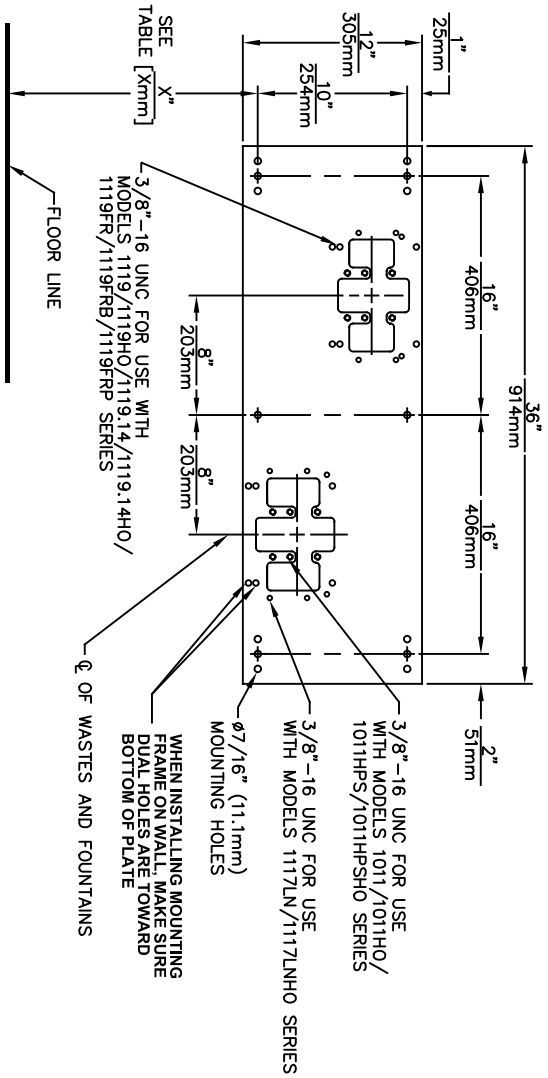 36"
914mm
2"
51mm
16"
406mm
16"
406mm
1"
25mm
12"
305mm
10"
254mm
X"
[Xmm]
SEE
TABLE
8"
203mm
8"
203mm
FLOOR LINE
3/8"-16 UNC FOR USE WITH
MODELS 1119/1119HO/1119.14/1119.14HO/
1119FR/1119FRB/1119FRP SERIES
3/8"-16 UNC FOR USE
WITH MODELS 1011/1011HO/
1011HPS/1011HPSHO SERIES
3/8"-16 UNC FOR USE
WITH MODELS 1117LN/1117LNHO SERIES
ø7/16" (11.1mm)
MOUNTING HOLES
WHEN INSTALLING MOUNTING
FRAME ON WALL, MAKE SURE
DUAL HOLES ARE TOWARD
BOTTOM OF PLATE
℄ OF WASTES AND FOUNTAINS